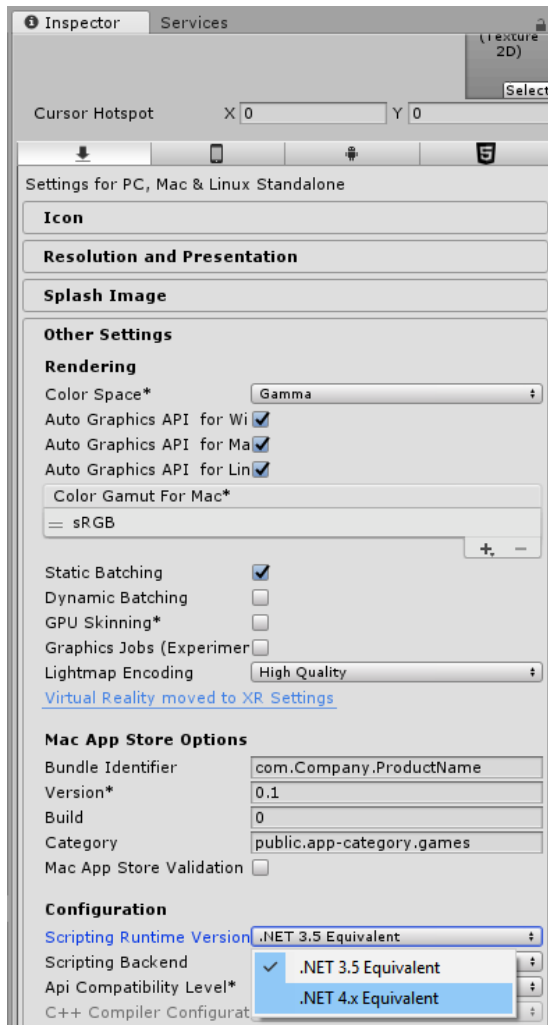 Inspector Services
(Texture
2D)
Select
Cursor Hotspot X 0 Y 0
Settings for PC, Mac & Linux Standalone
Icon
Resolution and Presentation
Splash Image
Other Settings
Rendering
Color Space* Gamma
Auto Graphics API for Wi
Auto Graphics API for Ma
Auto Graphics API for Lin
Color Gamut For Mac*
sRGB
Static Batching
Dynamic Batching
GPU Skinning*
Graphics Jobs (Experimer
Lightmap Encoding High Quality
Virtual Reality moved to XR Settings
Mac App Store Options
Bundle Identifier com.Company.ProductName
Version* 0.1
Build 0
Category public.app-category.games
Mac App Store Validation
Configuration
Scripting Runtime Version .NET 3.5 Equivalent
Scripting Backend .NET 3.5 Equivalent
Api Compatibility Level* .NET 4.x Equivalent
C++ Compiler Configurat